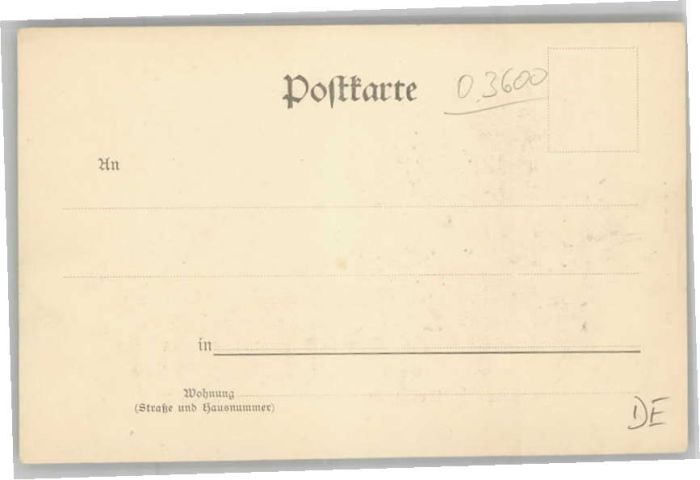 Postkarte
0.3600
An
in
Wohnung
(Straße und Hausnummer)
DE